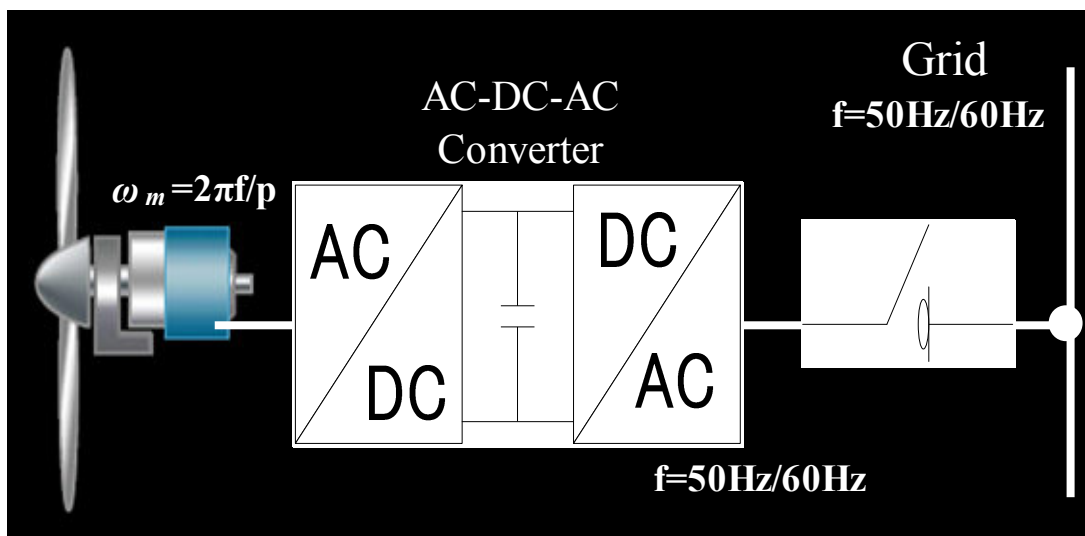 Grid
f=50Hz/60Hz
AC-DC-AC
Converter
ω m =2πf/p
AC
DC
DC
AC
f=50Hz/60Hz